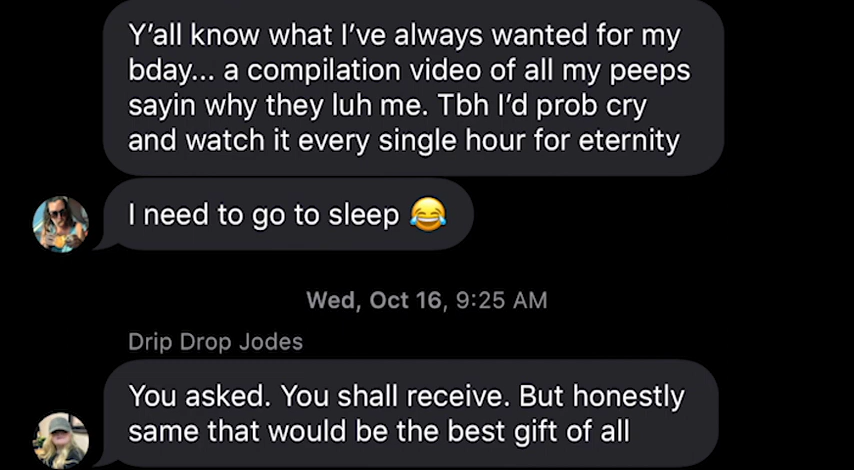 Y’all know what I’ve always wanted for my
bday... a compilation video of all my peeps
sayin why they luh me. Tbh I’d prob cry
and watch it every single hour for eternity
I need to go to sleep 😂
Wed, Oct 16, 9:25 AM
Drip Drop Jodes
You asked. You shall receive. But honestly
same that would be the best gift of all